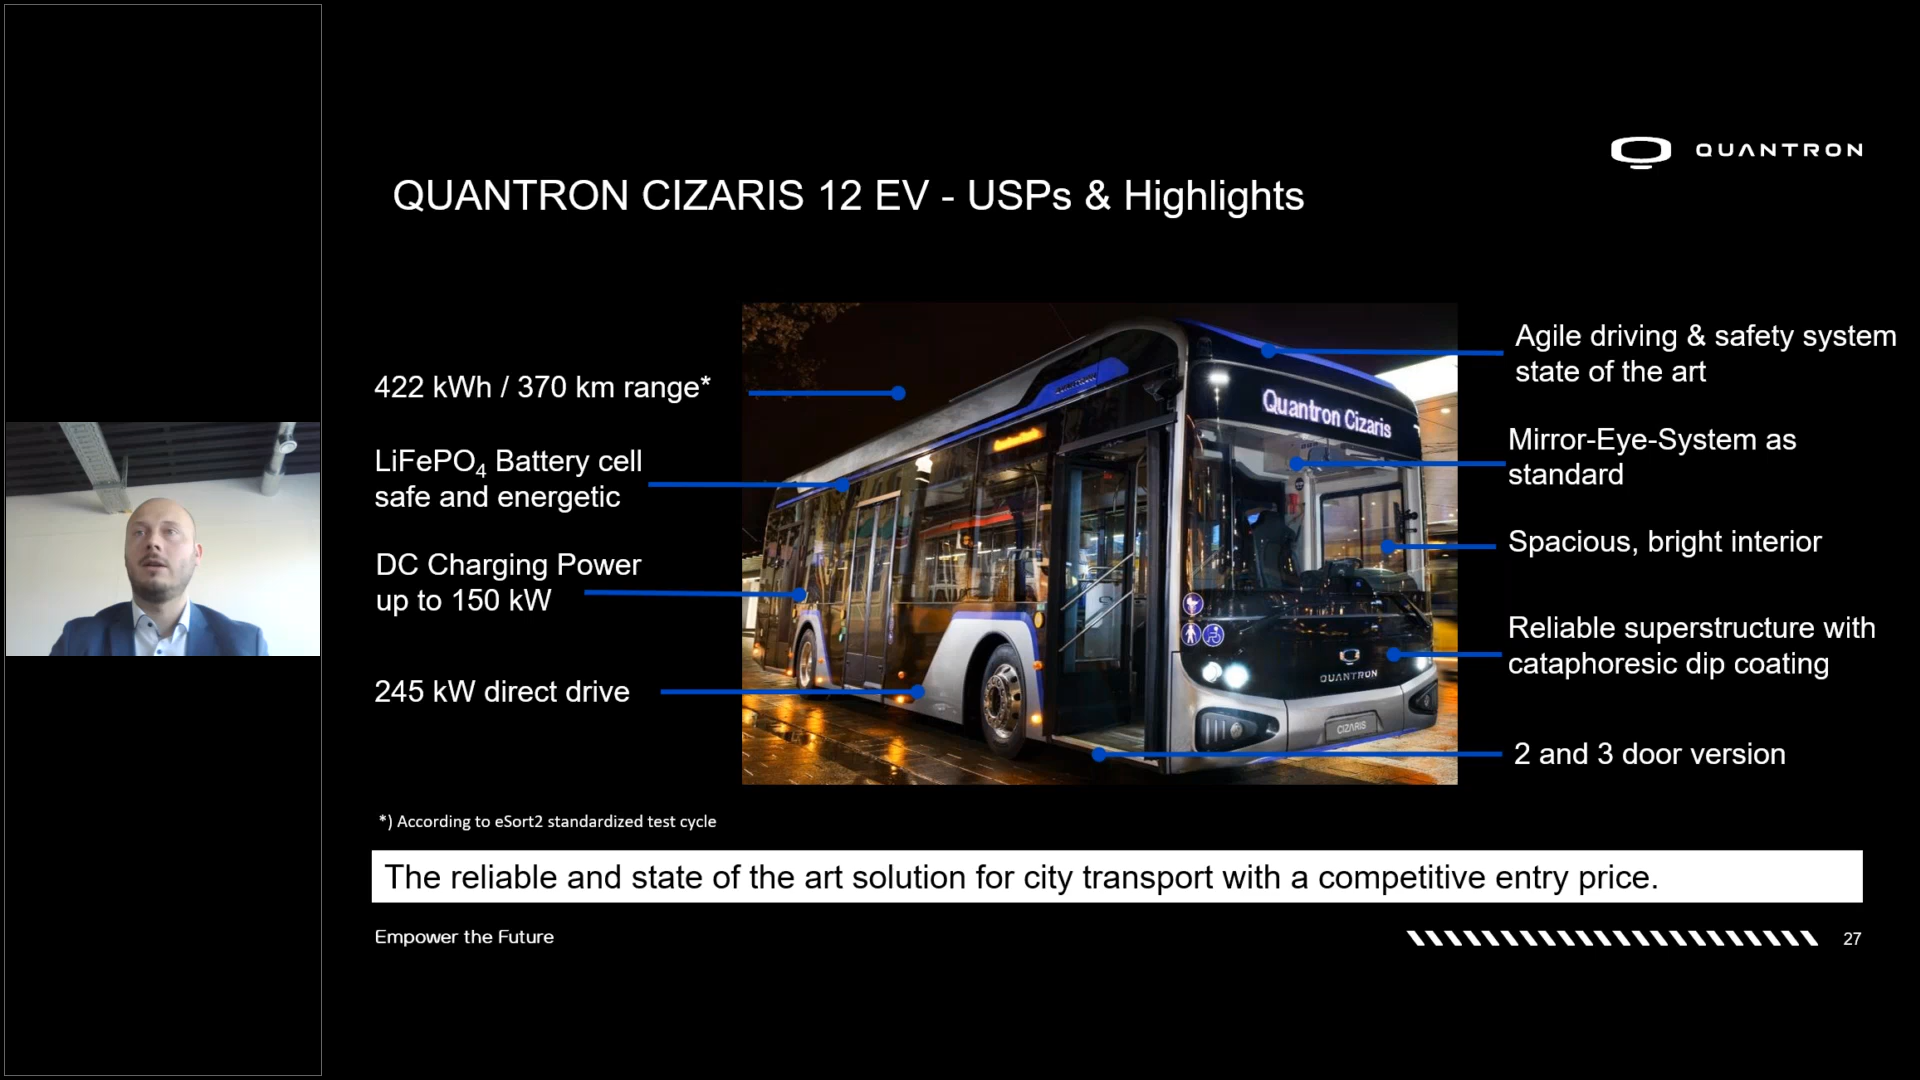 QUANTRON
QUANTRON CIZARIS 12 EV - USPs & Highlights
422 kWh / 370 km range*
LiFePO₄ Battery cell
safe and energetic
DC Charging Power
up to 150 kW
245 kW direct drive
Quantron Cizaris
QUANTRON
CIZARIS
Agile driving & safety system
state of the art
Mirror-Eye-System as
standard
Spacious, bright interior
Reliable superstructure with
cataphoresic dip coating
2 and 3 door version
*) According to eSort2 standardized test cycle
The reliable and state of the art solution for city transport with a competitive entry price.
Empower the Future
27